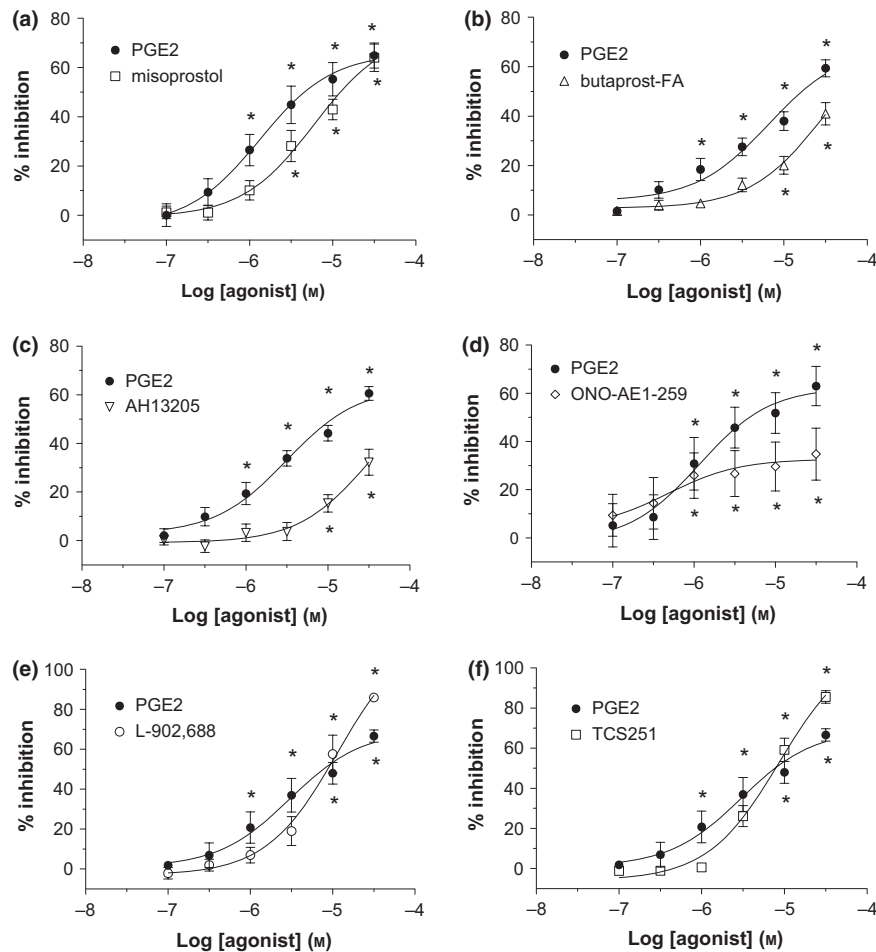 (a)
80
60
40
20
0
% inhibition
PGE2
misoprostol
* * * * * * *
–8 –7 –6 –5 –4
Log [agonist] (M)
(b)
80
60
40
20
0
% inhibition
PGE2
butaprost-FA
* * * * * *
–8 –7 –6 –5 –4
Log [agonist] (M)
(c)
80
60
40
20
0
% inhibition
PGE2
AH13205
* * * * * *
–8 –7 –6 –5 –4
Log [agonist] (M)
(d)
80
60
40
20
0
% inhibition
PGE2
ONO-AE1-259
* * * * * * * *
–8 –7 –6 –5 –4
Log [agonist] (M)
(e)
100
80
60
40
20
0
% inhibition
PGE2
L-902,688
* * * * * *
–8 –7 –6 –5 –4
Log [agonist] (M)
(f)
100
80
60
40
20
0
% inhibition
PGE2
TCS251
* * * * * *
–8 –7 –6 –5 –4
Log [agonist] (M)